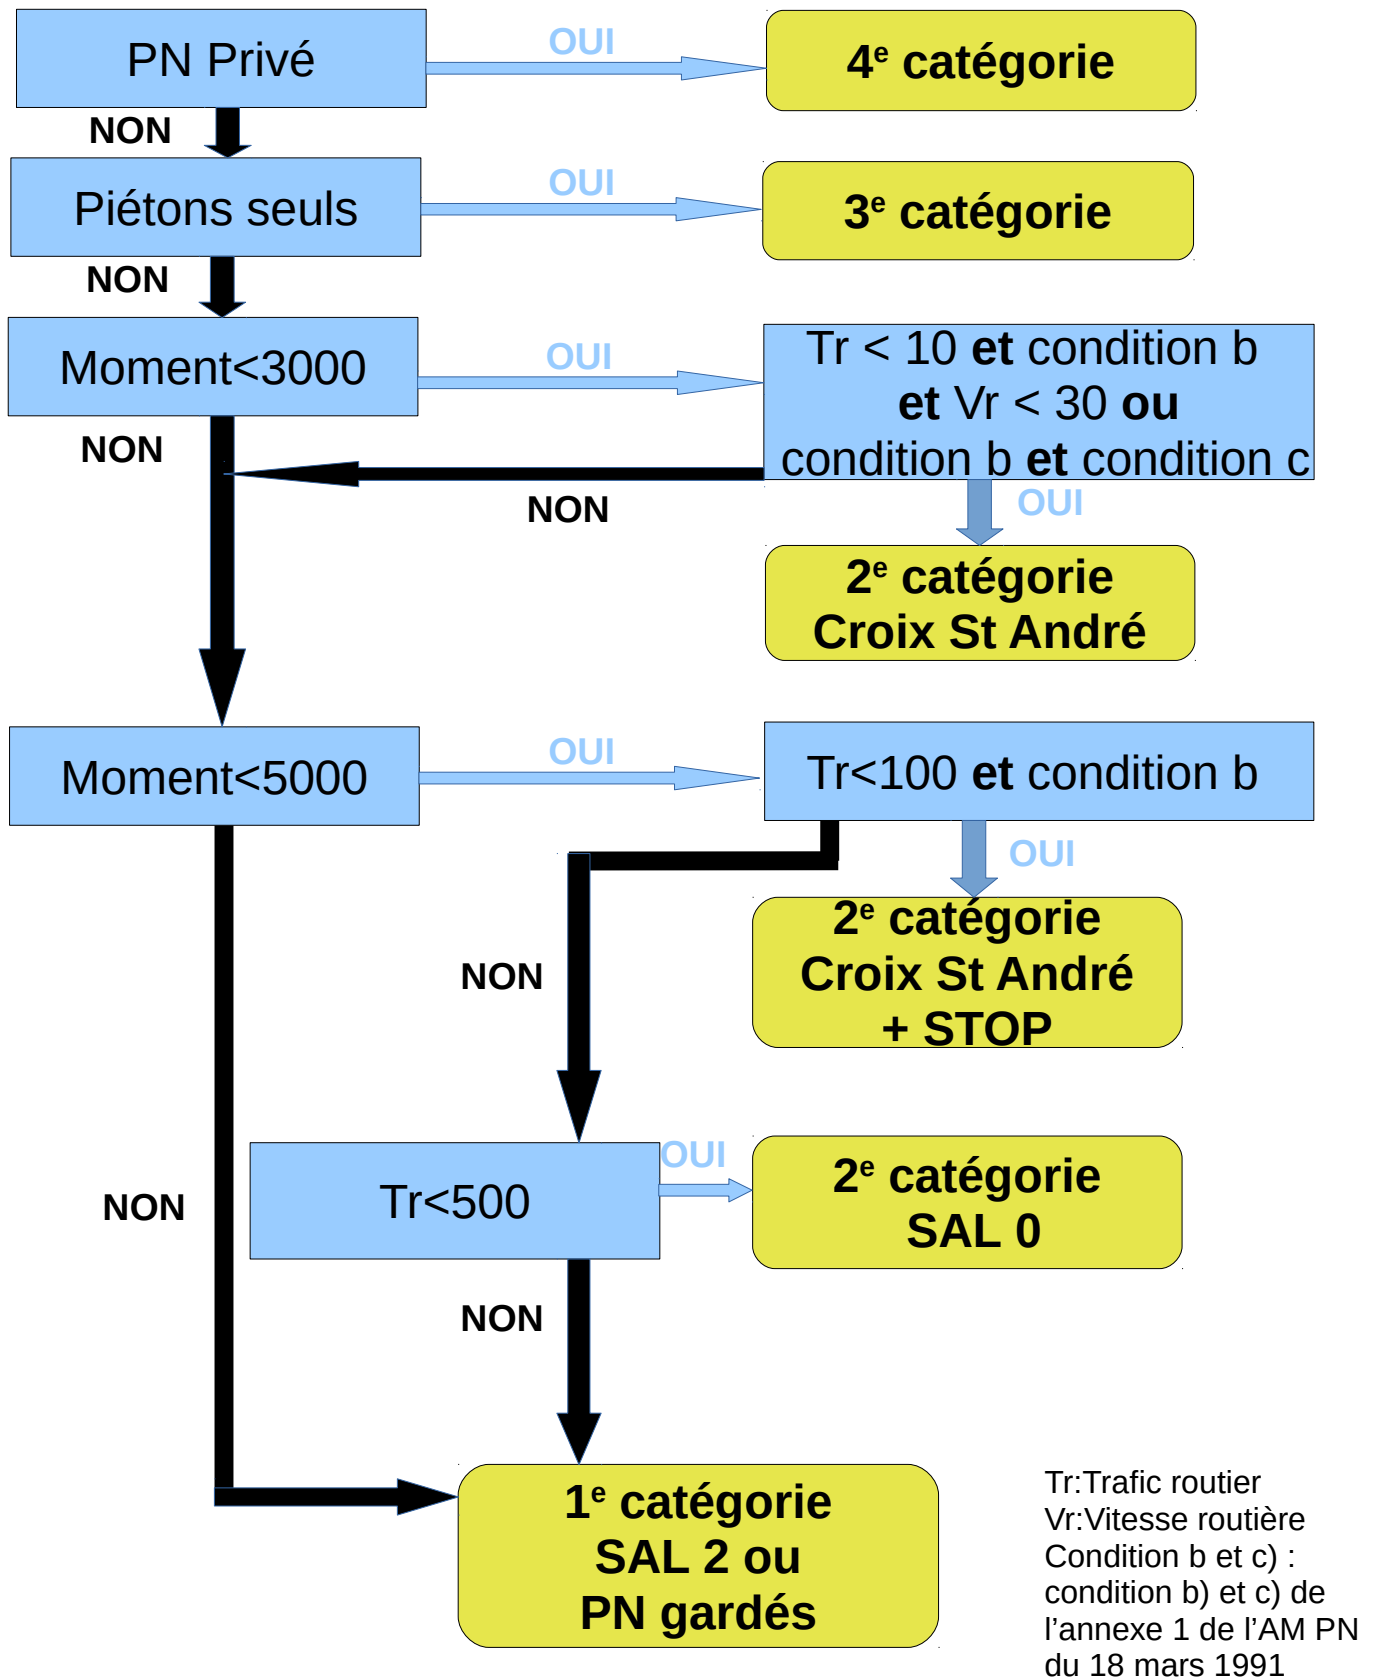 PN Privé
OUI
4e catégorie
NON
Piétons seuls
OUI
3e catégorie
NON
Moment<3000
OUI
Tr < 10 et condition b
et Vr < 30 ou
condition b et condition c
NON
NON
OUI
2e catégorie
Croix St André
Moment<5000
OUI
Tr<100 et condition b
OUI
2e catégorie
Croix St André
+ STOP
NON
Tr<500
OUI
2e catégorie
SAL 0
NON
NON
1e catégorie
SAL 2 ou
PN gardés
Tr:Trafic routier
Vr:Vitesse routière
Condition b et c) :
condition b) et c) de
l'annexe 1 de l'AM PN
du 18 mars 1991